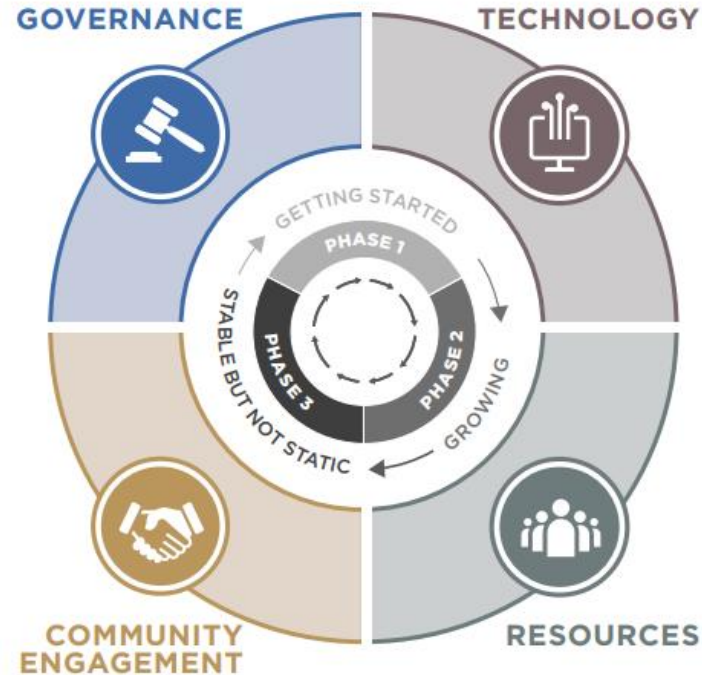 GOVERNANCE
TECHNOLOGY
GETTING STARTED
PHASE 1
PHASE 2
GROWING
PHASE 3
STABLE BUT NOT STATIC
COMMUNITY
ENGAGEMENT
RESOURCES